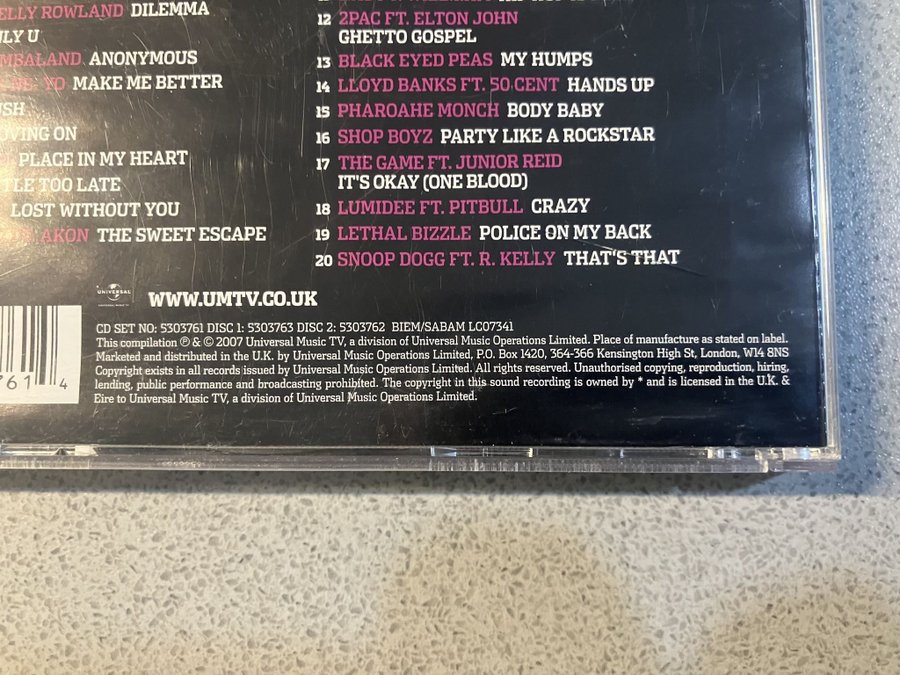 KELLY ROWLAND DILEMMA
ONLY U
ANONYMOUS
MAKE ME BETTER
PLACE IN MY HEART
TOO LATE
LOST WITHOUT YOU
AKON THE SWEET ESCAPE
12 2PAC FT. ELTON JOHN
GHETTO GOSPEL
13 BLACK EYED PEAS MY HUMPS
14 LLOYD BANKS FT. 50 CENT HANDS UP
15 PHAROAHE MONCH BODY BABY
16 SHOP BOYZ PARTY LIKE A ROCKSTAR
17 THE GAME FT. JUNIOR REID
IT'S OKAY (ONE BLOOD)
18 LUMIDEE FT. PITBULL CRAZY
19 LETHAL BIZZLE POLICE ON MY BACK
20 SNOOP DOGG FT. R. KELLY THAT'S THAT
UNIVERSAL
WWW.UMTV.CO.UK
CD SET NO: 5303761 DISC 1: 5303763 DISC 2: 5303762 BIEM/SABAM LC07341
This compilation ℗ & © 2007 Universal Music TV, a division of Universal Music Operations Limited. Place of manufacture as stated on label.
Marketed and distributed in the U.K. by Universal Music Operations Limited, P.O. Box 1420, 364-366 Kensington High St, London, W14 8NS
Copyright exists in all records issued by Universal Music Operations Limited. All rights reserved. Unauthorised copying, reproduction, hiring,
lending, public performance and broadcasting prohibited. The copyright in this sound recording is owned by * and is licensed in the U.K. &
Eire to Universal Music TV, a division of Universal Music Operations Limited.
761 4